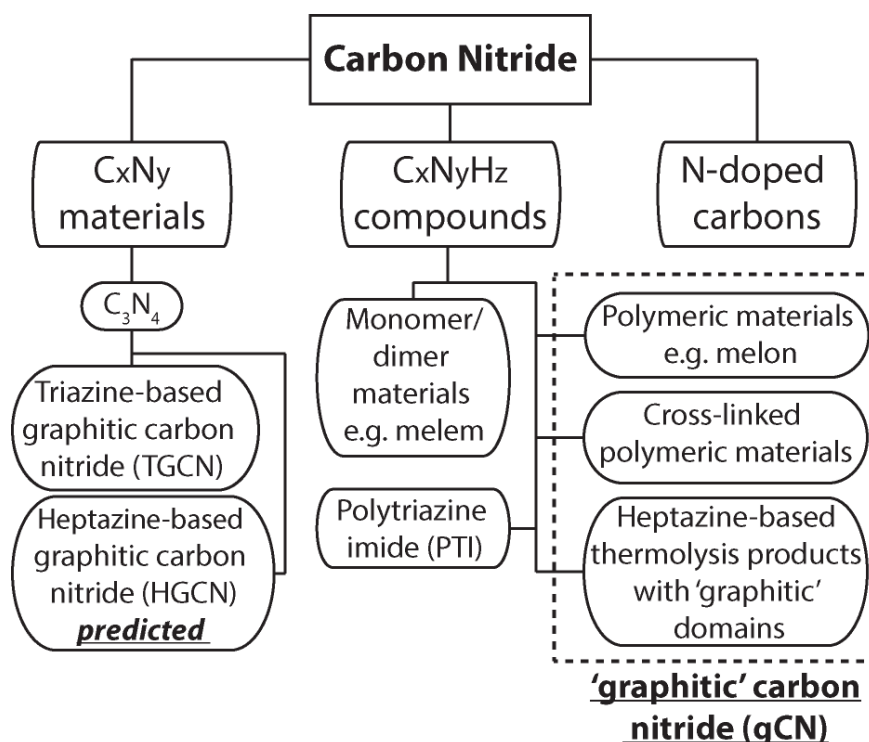 Carbon Nitride
CxNy
materials
CxNyHz
compounds
N-doped
carbons
C₃N₄
Triazine-based
graphitic carbon
nitride (TGCN)
Heptazine-based
graphitic carbon
nitride (HGCN)
predicted
Monomer/
dimer
materials
e.g. melem
Polytriazine
imide (PTI)
Polymeric materials
e.g. melon
Cross-linked
polymeric materials
Heptazine-based
thermolysis products
with ‘graphitic’
domains
‘graphitic’ carbon
nitride (gCN)